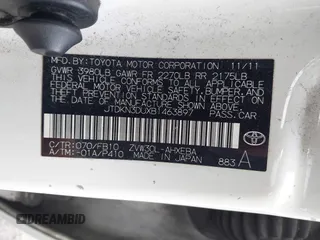 MFD.BY:TOYOTA MOTOR CORPORATION 11/11
GVWR 3980LB GAWR FR 2270LB RR 2175LB
THIS VEHICLE CONFORMS TO ALL APPLICABLE
FEDERAL MOTOR VEHICLE SAFETY, BUMPER, AND
THEFT PREVENTION STANDARDS IN EFFECT ON
THE DATE OF MANUFACTURE SHOWN ABOVE.
PASS.CAR
C/TR:070/FB10 ZVW30L-AHXEBA
A/TM:-01A/P410 MADE IN JAPAN
883 A
TOYOTA
DREAMBID